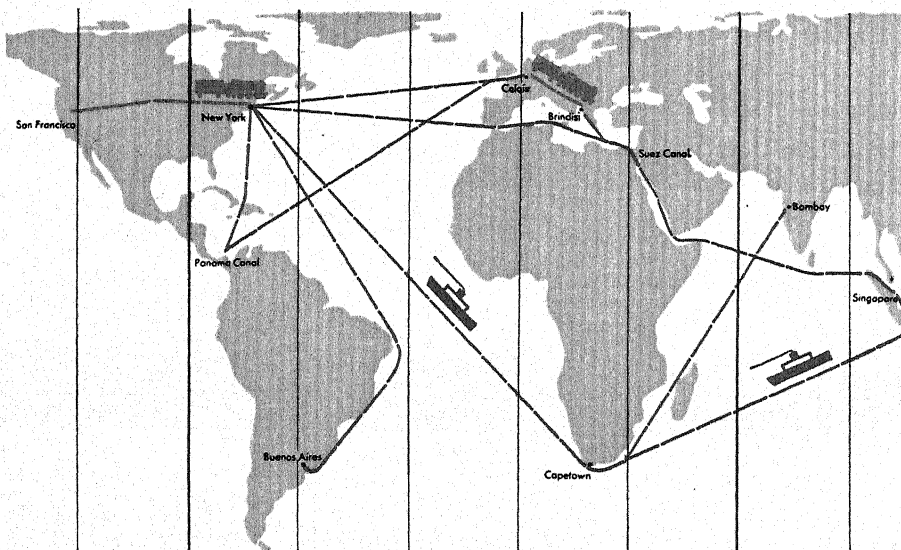 Calais
San Francisco
New York
Brindisi
Suez Canal
Bombay
Panama Canal
Singapore
Buenos Aires
Capetown